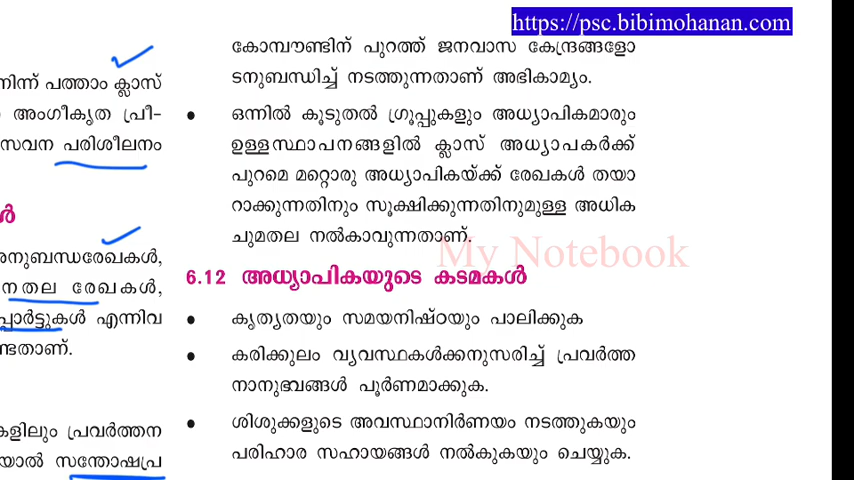 https://psc.bibimohanan.com
നിന്ന് പത്താം ക്ലാസ്
അംഗീകൃത പ്രീ-
സവന പരിശീലനം
അനുബന്ധരേഖകൾ,
നതല രേഖകൾ,
പ്പോർട്ടുകൾ എന്നിവ
ണ്ടതാണ്.
കളിലും പ്രവർത്തന
യാൽ സന്തോഷപ്ര
കോമ്പൗണ്ടിന് പുറത്ത് ജനവാസ കേന്ദ്രങ്ങളോ
ടനുബന്ധിച്ച് നടത്തുന്നതാണ് അഭികാമ്യം.
• ഒന്നിൽ കൂടുതൽ ഗ്രൂപ്പുകളും അധ്യാപികമാരും
ഉള്ളസ്ഥാപനങ്ങളിൽ ക്ലാസ് അധ്യാപകർക്ക്
പുറമെ മറ്റൊരു അധ്യാപികയ്ക്ക് രേഖകൾ തയാ
റാക്കുന്നതിനും സൂക്ഷിക്കുന്നതിനുമുള്ള അധിക
ചുമതല നൽകാവുന്നതാണ്.
My Notebook
6.12 അധ്യാപികയുടെ കടമകൾ
• കൃത്യതയും സമയനിഷ്ഠയും പാലിക്കുക
• കരിക്കുലം വ്യവസ്ഥകൾക്കനുസരിച്ച് പ്രവർത്ത
നാനുഭവങ്ങൾ പൂർണമാക്കുക.
• ശിശുക്കളുടെ അവസ്ഥാനിർണയം നടത്തുകയും
പരിഹാര സഹായങ്ങൾ നൽകുകയും ചെയ്യുക.